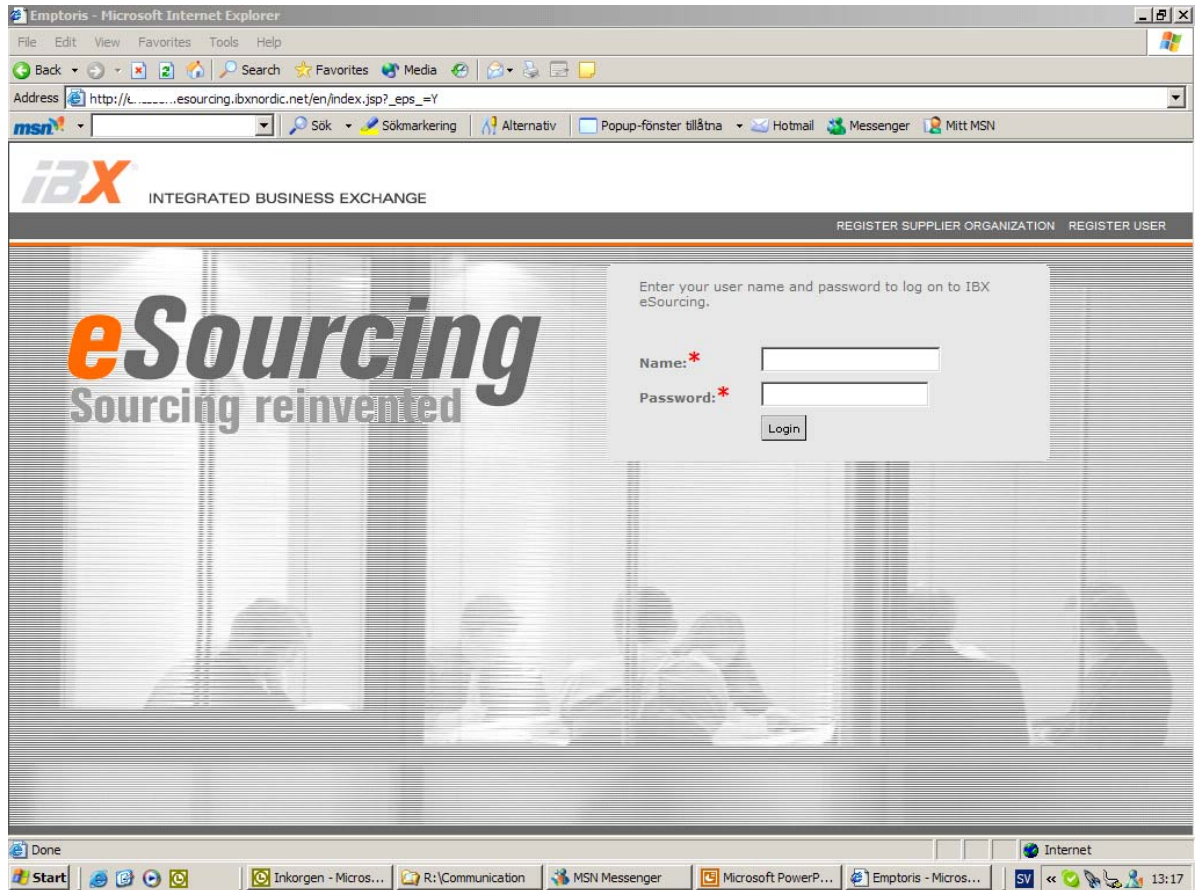 Emptoris - Microsoft Internet Explorer
File Edit View Favorites Tools Help
Back Search Favorites Media
Address http:// esourcing.ibxnordic.net/en/index.jsp?_eps_=Y
msn Sök Sökmarkering Alternativ Popup-fönster tillåtna Hotmail Messenger Mitt MSN
iBX INTEGRATED BUSINESS EXCHANGE
REGISTER SUPPLIER ORGANIZATION REGISTER USER
Enter your user name and password to log on to IBX
eSourcing.
eSourcing
Sourcing reinvented
Name:*
Password:*
Login
Done Internet
Start Inkorgen - Micros... R:\Communication MSN Messenger Microsoft PowerP... Emptoris - Micros... SV « 13:17